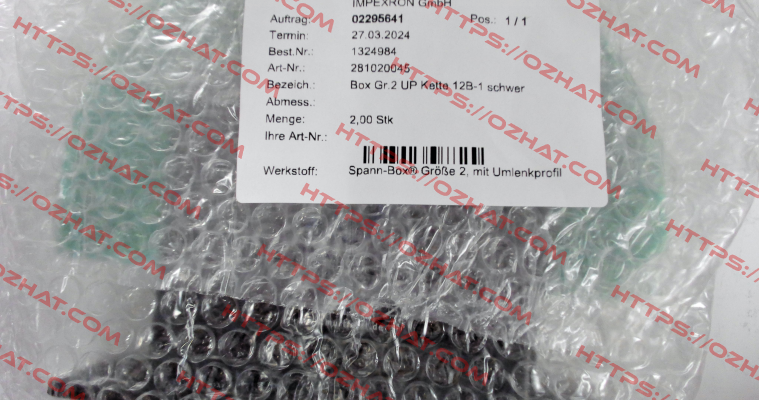 IMPEXRON GmbH
Auftrag: 02295641 Pos.: 1 / 1
Termin: 27.03.2024
Best.Nr.: 1324984
Art-Nr.: 281020045
Bezeich.: Box Gr.2 UP Kette 12B-1 schwer
Abmess.:
Menge: 2,00 Stk
Ihre Art-Nr.:
Werkstoff: Spann-Box® Größe 2, mit Umlenkprofil
HTTPS://OZHAT.COM